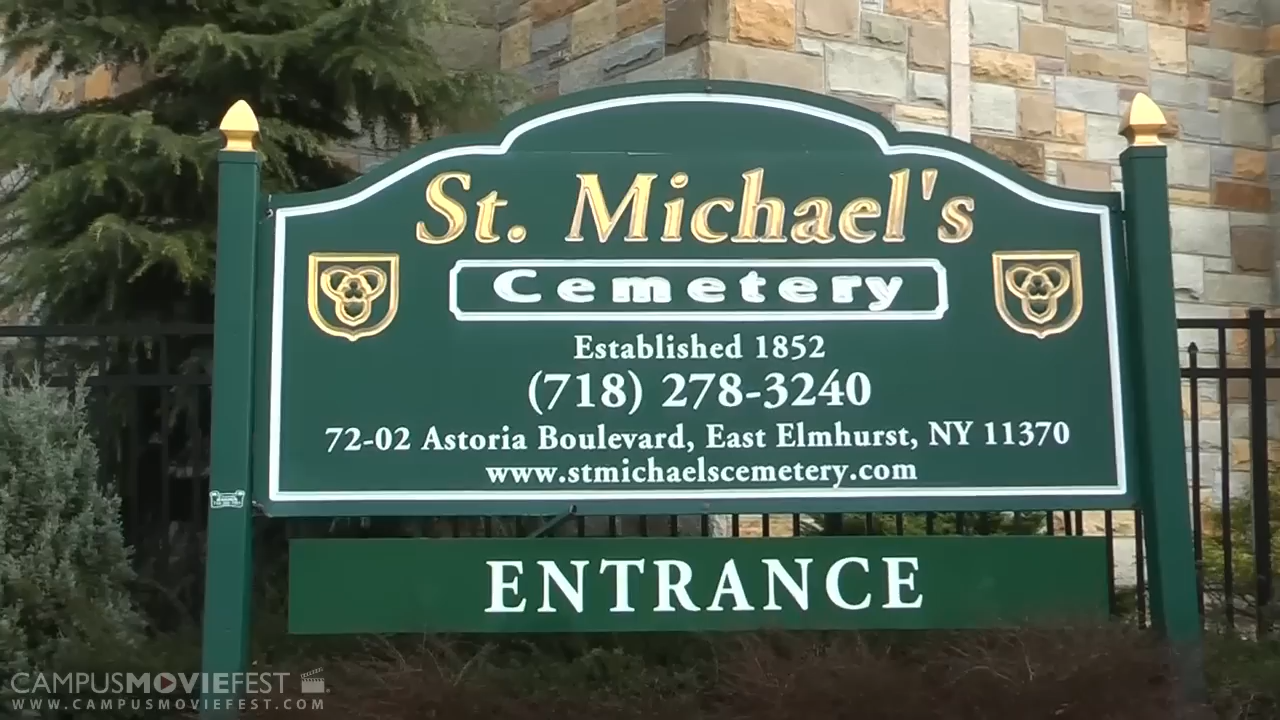 St. Michael's
Cemetery
Established 1852
(718) 278-3240
72-02 Astoria Boulevard, East Elmhurst, NY 11370
www.stmichaelscemetery.com
ENTRANCE
CAMPUSMOVIEFEST
WWW.CAMPUSMOVIEFEST.COM